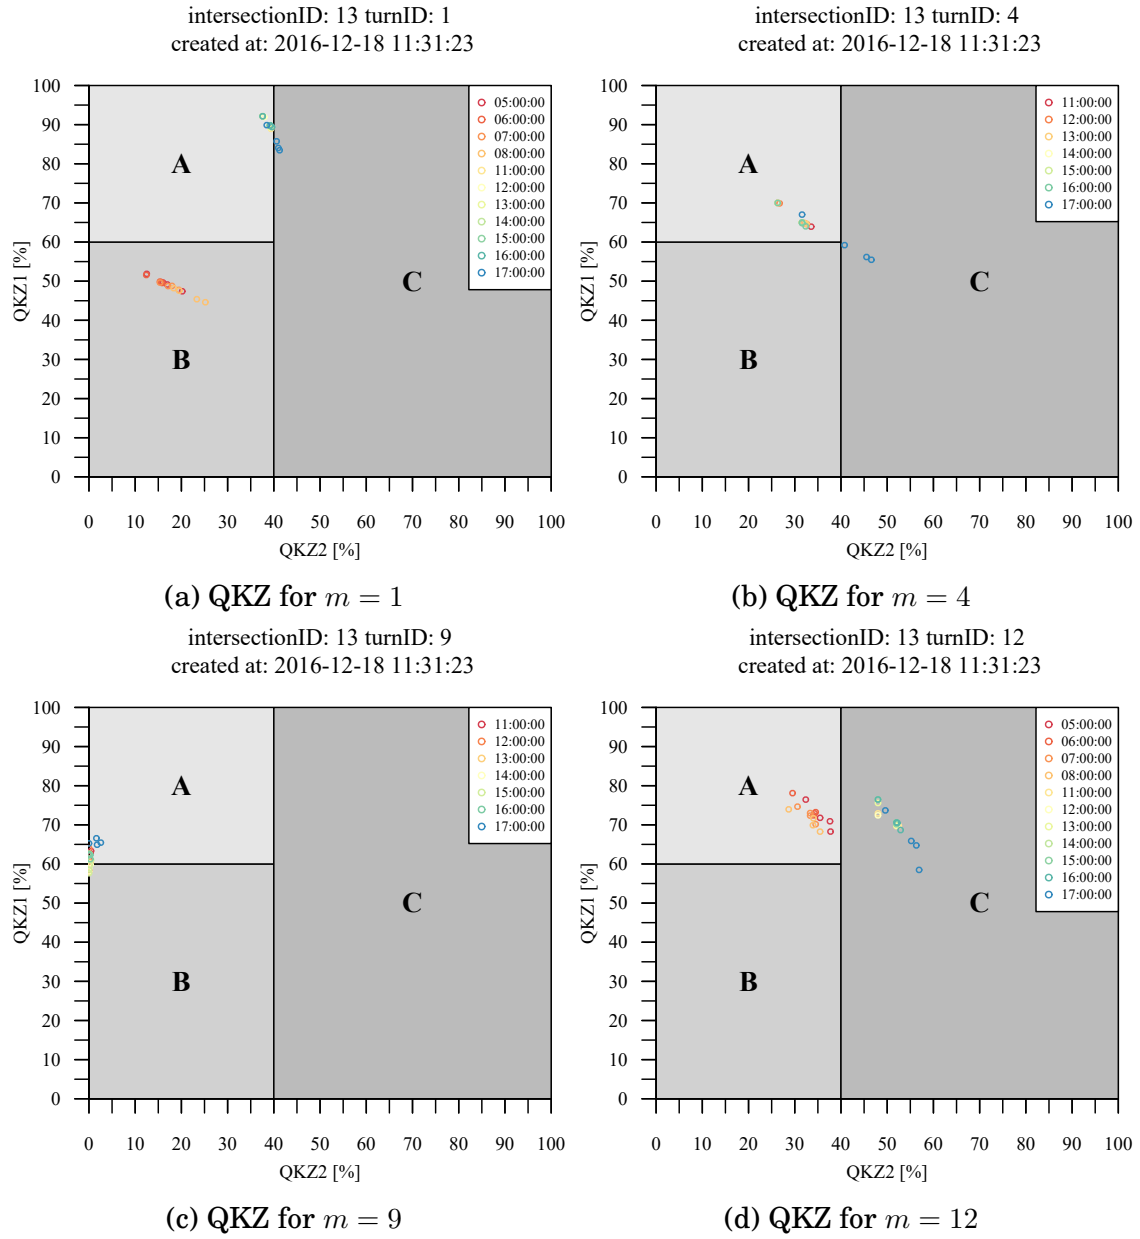 intersectionID: 13 turnID: 1
created at: 2016-12-18 11:31:23
100
90
80
70
60
50
40
30
20
10
0
QKZ1 [%]
A
B
C
05:00:00
06:00:00
07:00:00
08:00:00
11:00:00
12:00:00
13:00:00
14:00:00
15:00:00
16:00:00
17:00:00
0 10 20 30 40 50 60 70 80 90 100
QKZ2 [%]
(a) QKZ for m = 1
intersectionID: 13 turnID: 4
created at: 2016-12-18 11:31:23
100
90
80
70
60
50
40
30
20
10
0
QKZ1 [%]
A
B
C
11:00:00
12:00:00
13:00:00
14:00:00
15:00:00
16:00:00
17:00:00
0 10 20 30 40 50 60 70 80 90 100
QKZ2 [%]
(b) QKZ for m = 4
intersectionID: 13 turnID: 9
created at: 2016-12-18 11:31:23
100
90
80
70
60
50
40
30
20
10
0
QKZ1 [%]
A
B
C
11:00:00
12:00:00
13:00:00
14:00:00
15:00:00
16:00:00
17:00:00
0 10 20 30 40 50 60 70 80 90 100
QKZ2 [%]
(c) QKZ for m = 9
intersectionID: 13 turnID: 12
created at: 2016-12-18 11:31:23
100
90
80
70
60
50
40
30
20
10
0
QKZ1 [%]
A
B
C
05:00:00
06:00:00
07:00:00
08:00:00
11:00:00
12:00:00
13:00:00
14:00:00
15:00:00
16:00:00
17:00:00
0 10 20 30 40 50 60 70 80 90 100
QKZ2 [%]
(d) QKZ for m = 12